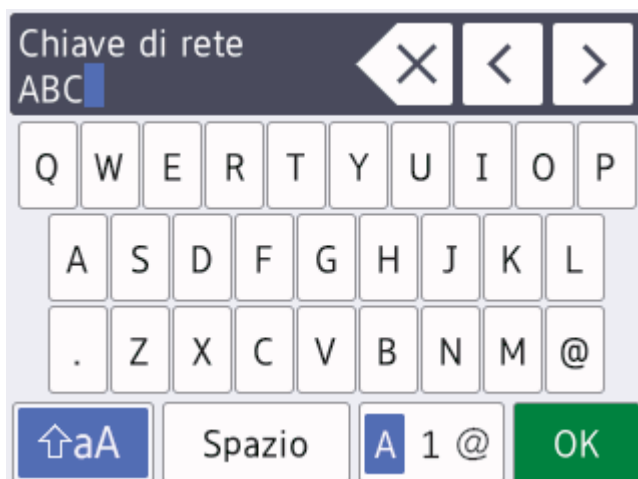 Chiave di rete
ABC
Q W E R T Y U I O P
A S D F G H J K L
. Z X C V B N M @
aA Spazio A 1 @ OK